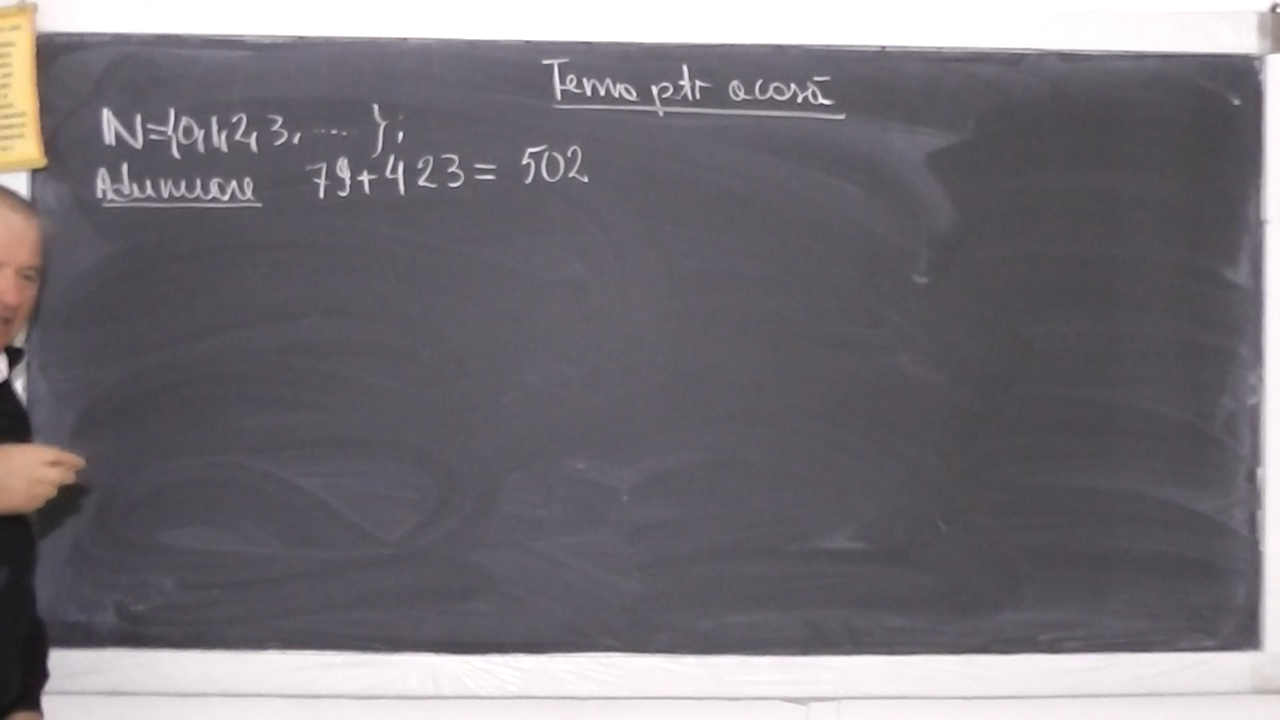 Tema ptr acasă
N={0,1,2,3, ... };
Adunare 79+423= 502